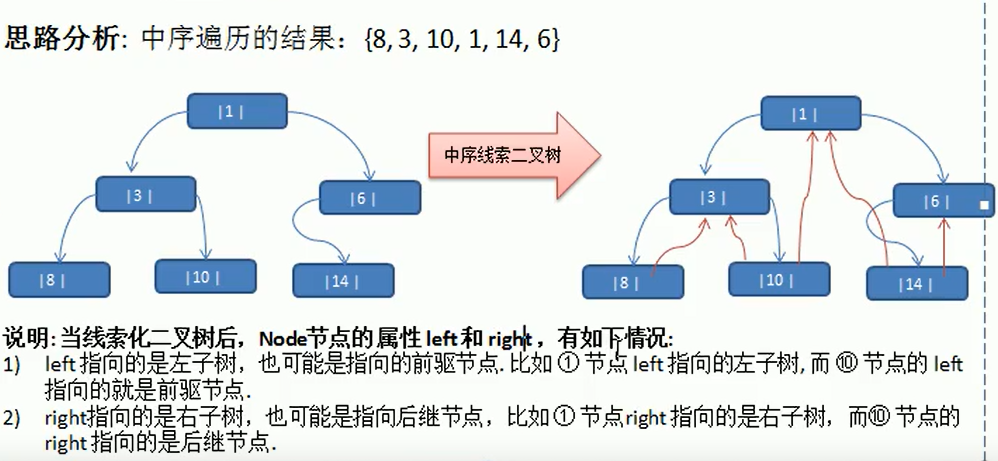 思路分析: 中序遍历的结果：{8, 3, 10, 1, 14, 6}
|1|
|3|
|6|
|8|
|10|
|14|
中序线索二叉树
|1|
|3|
|6|
|8|
|10|
|14|
说明: 当线索化二叉树后，Node节点的属性 left 和 right ，有如下情况:
1) left 指向的是左子树，也可能是指向的前驱节点. 比如 ① 节点 left 指向的左子树, 而 ⑩ 节点的 left
指向的就是前驱节点.
2) right指向的是右子树，也可能是指向后继节点，比如 ① 节点right 指向的是右子树，而⑩ 节点的
right 指向的是后继节点.